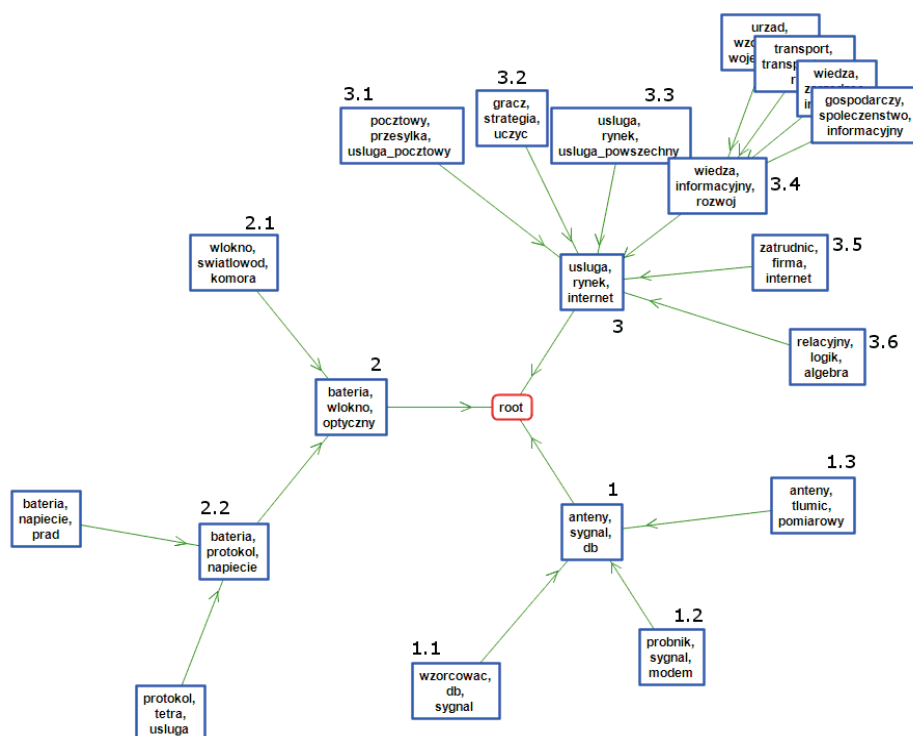 urzad,
transport,
wiedza,
gospodarczy,
spoleczenstwo,
informacyjny
3.1
pocztowy,
przesylka,
usluga_pocztowy
3.2
gracz,
strategia,
uczyc
3.3
usluga,
rynek,
usluga_powszechny
wiedza,
informacyjny,
rozwoj
3.4
2.1
wlokno,
swiatlowod,
komora
usluga,
rynek,
internet
3
zatrudnic,
firma,
internet
3.5
relacyjny,
logik,
algebra
3.6
2
bateria,
wlokno,
optyczny
root
bateria,
napiecie,
prad
2.2
bateria,
protokol,
napiecie
1
anteny,
sygnal,
db
1.3
anteny,
tlumic,
pomiarowy
1.1
wzorcowac,
db,
sygnal
1.2
probnik,
sygnal,
modem
protokol,
tetra,
usluga